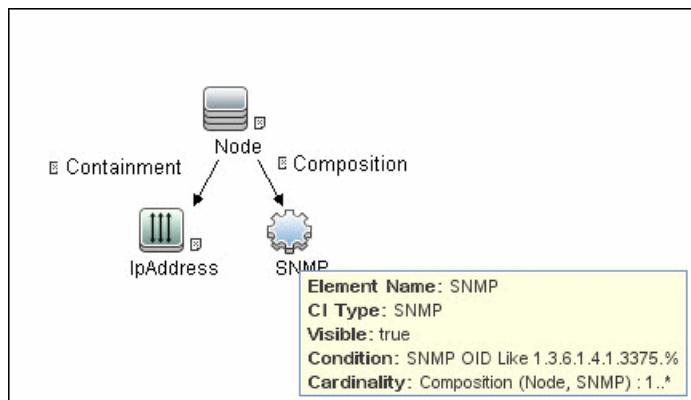 Node
Containment
Composition
IpAddress
SNMP
Element Name: SNMP
CI Type: SNMP
Visible: true
Condition: SNMP OID Like 1.3.6.1.4.1.3375.%
Cardinality: Composition (Node, SNMP) : 1..*